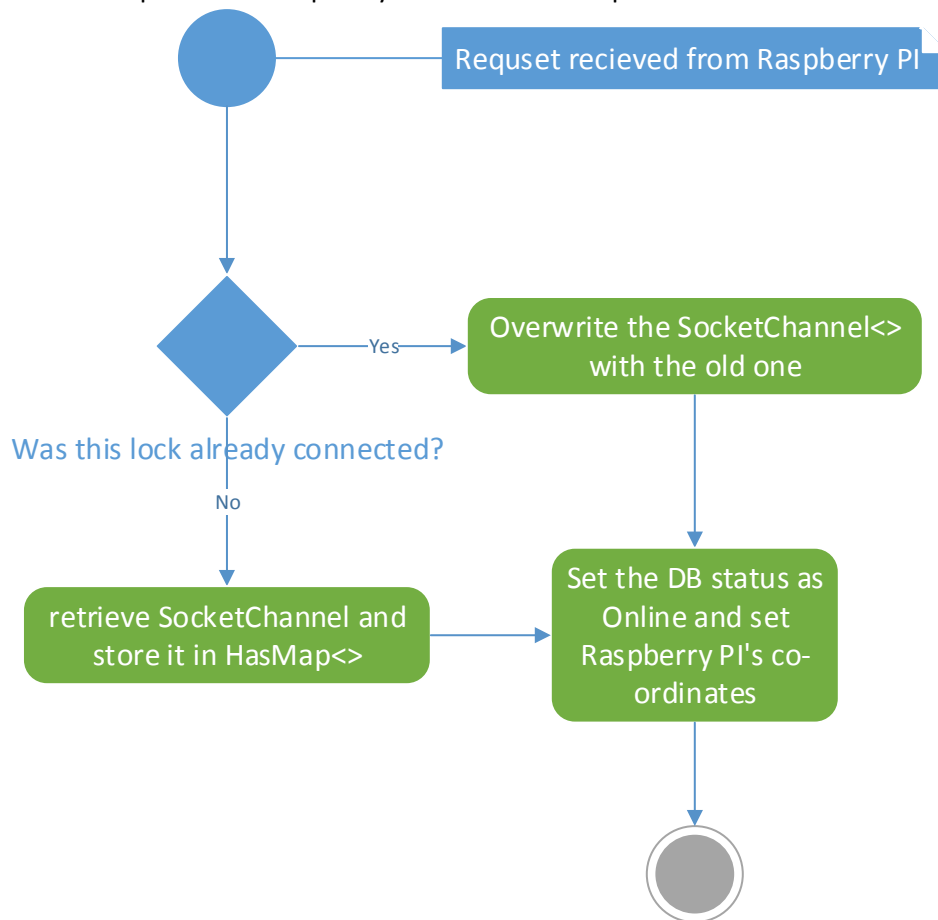 Requset recieved from Raspberry PI
Yes
Overwrite the SocketChannel<>
with the old one
Was this lock already connected?
No
retrieve SocketChannel and
store it in HasMap<>
Set the DB status as
Online and set
Raspberry PI's co-
ordinates